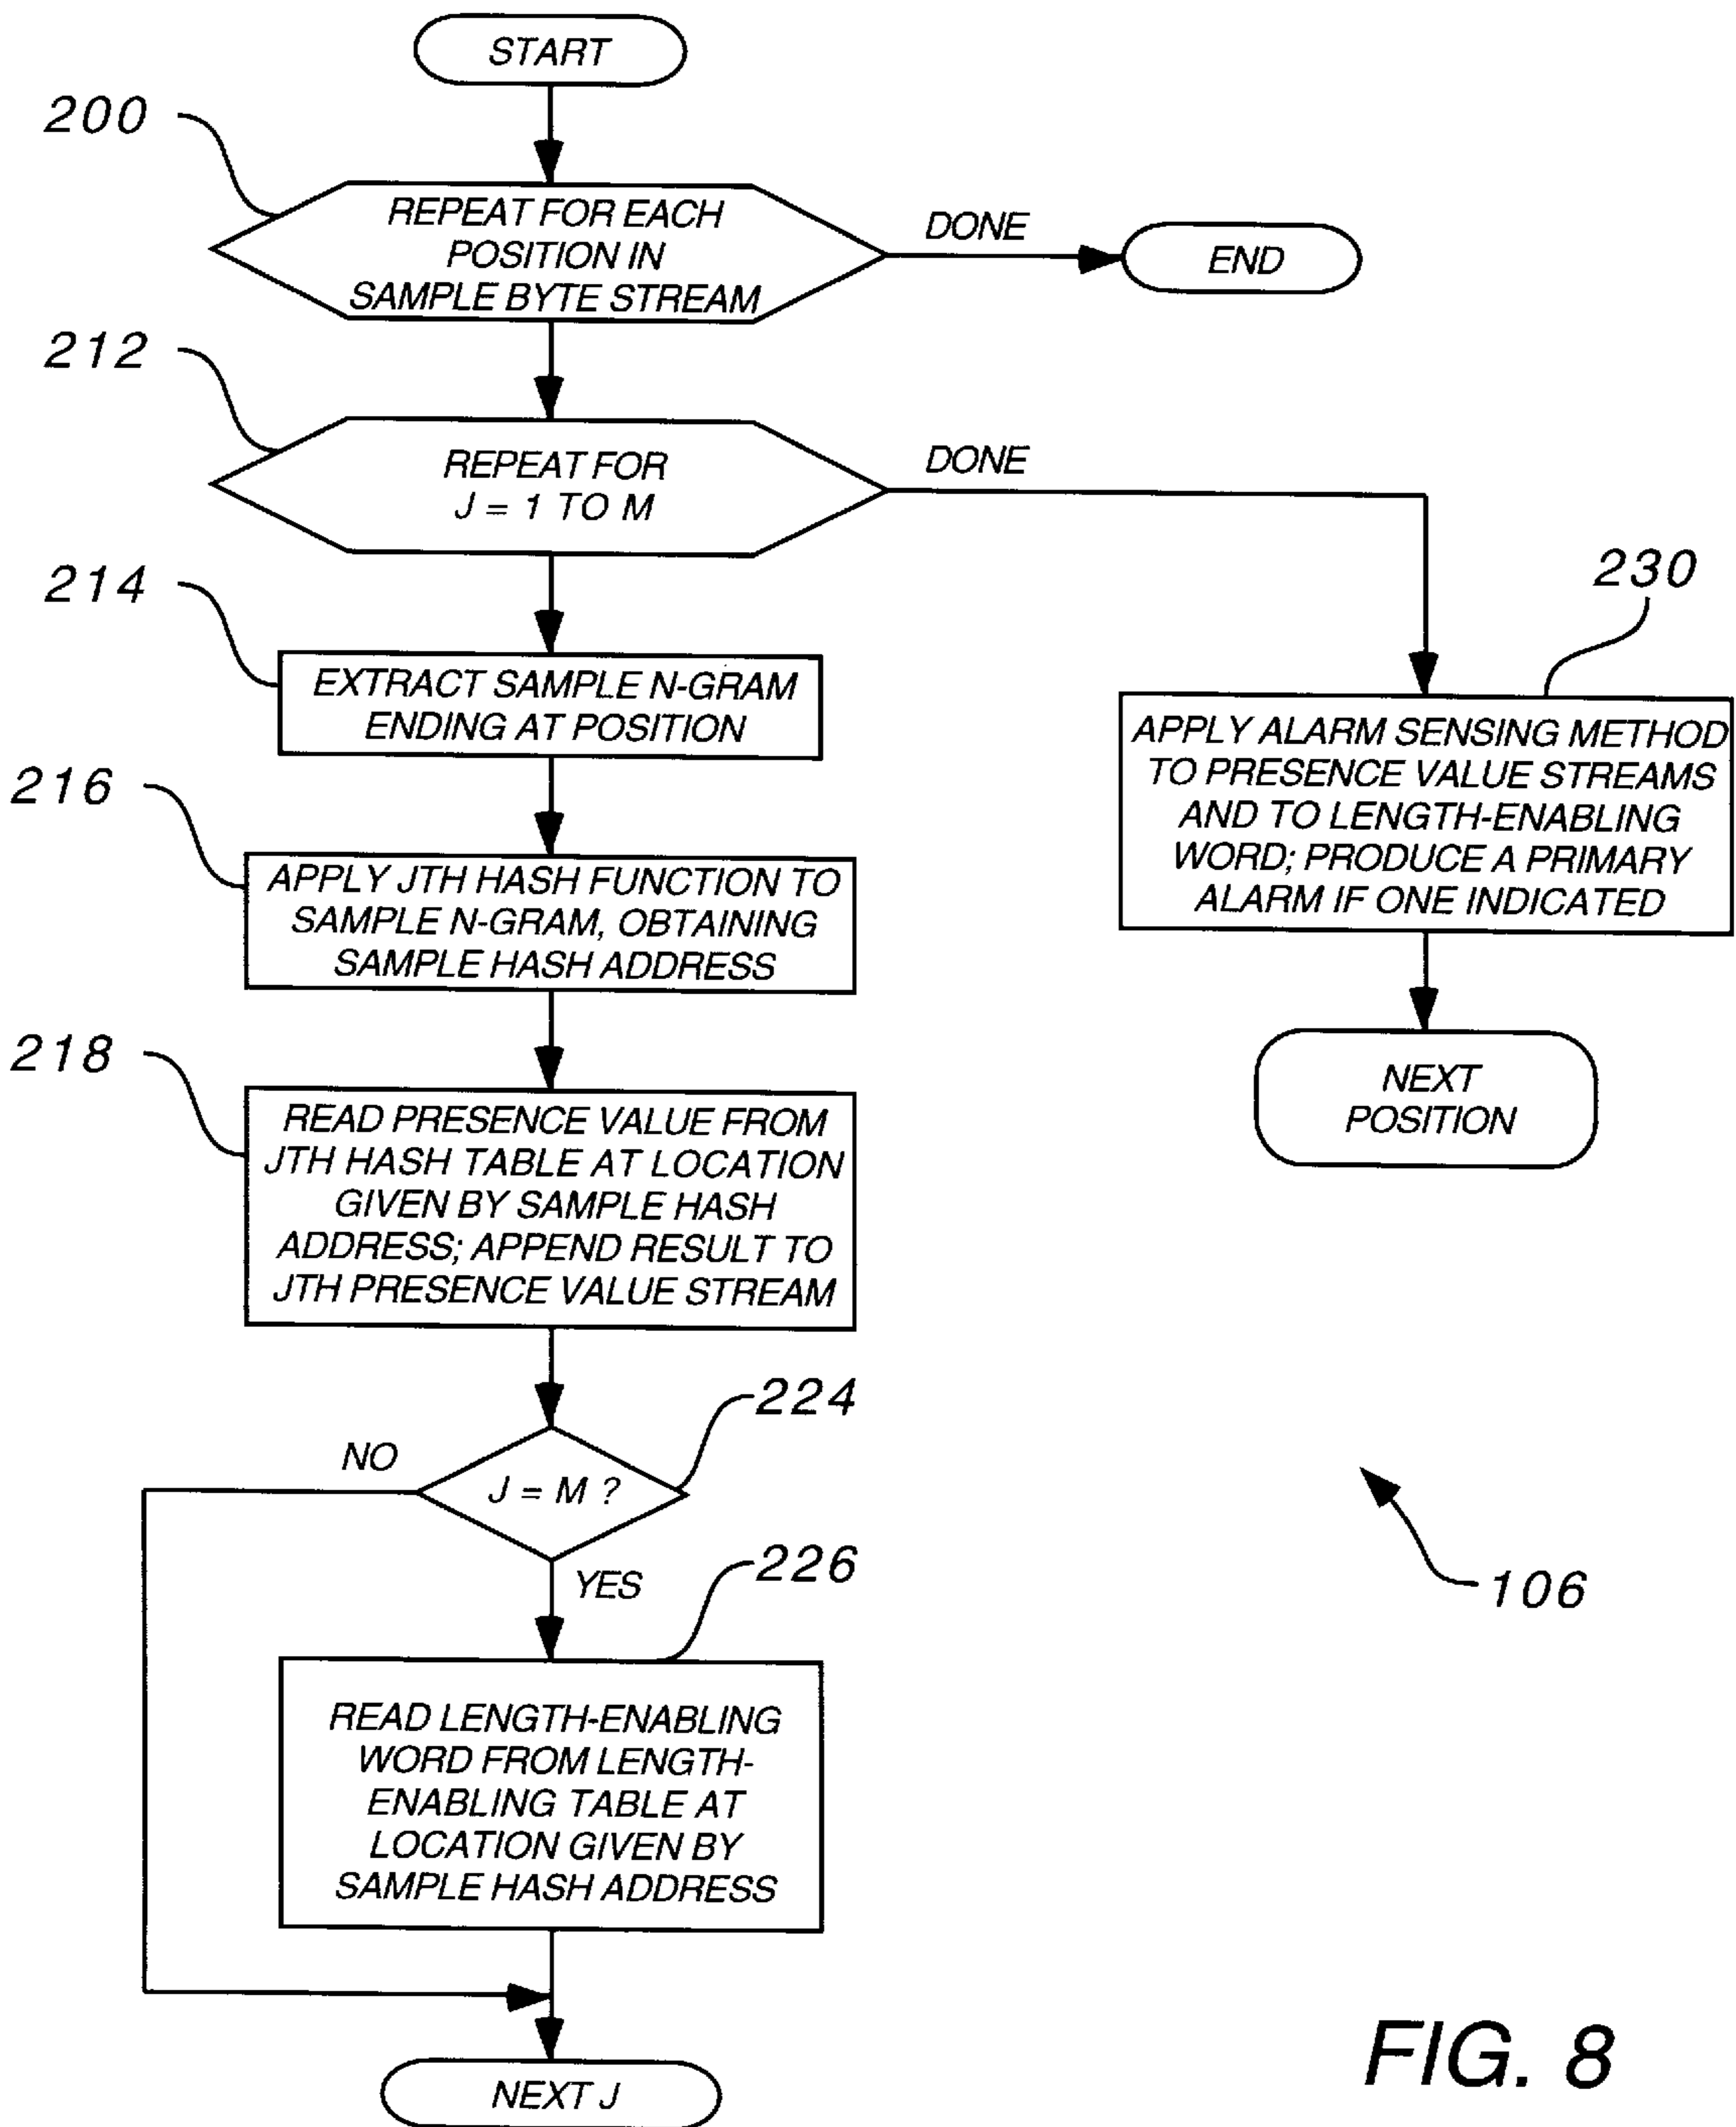 START
200
REPEAT FOR EACH
POSITION IN
SAMPLE BYTE STREAM
DONE
END
212
REPEAT FOR
J = 1 TO M
DONE
214
EXTRACT SAMPLE N-GRAM
ENDING AT POSITION
230
APPLY ALARM SENSING METHOD
TO PRESENCE VALUE STREAMS
AND TO LENGTH-ENABLING
WORD; PRODUCE A PRIMARY
ALARM IF ONE INDICATED
216
APPLY JTH HASH FUNCTION TO
SAMPLE N-GRAM, OBTAINING
SAMPLE HASH ADDRESS
218
READ PRESENCE VALUE FROM
JTH HASH TABLE AT LOCATION
GIVEN BY SAMPLE HASH
ADDRESS; APPEND RESULT TO
JTH PRESENCE VALUE STREAM
NEXT
POSITION
224
NO
J = M ?
YES
226
106
READ LENGTH-ENABLING
WORD FROM LENGTH-
ENABLING TABLE AT
LOCATION GIVEN BY
SAMPLE HASH ADDRESS
NEXT J
FIG. 8